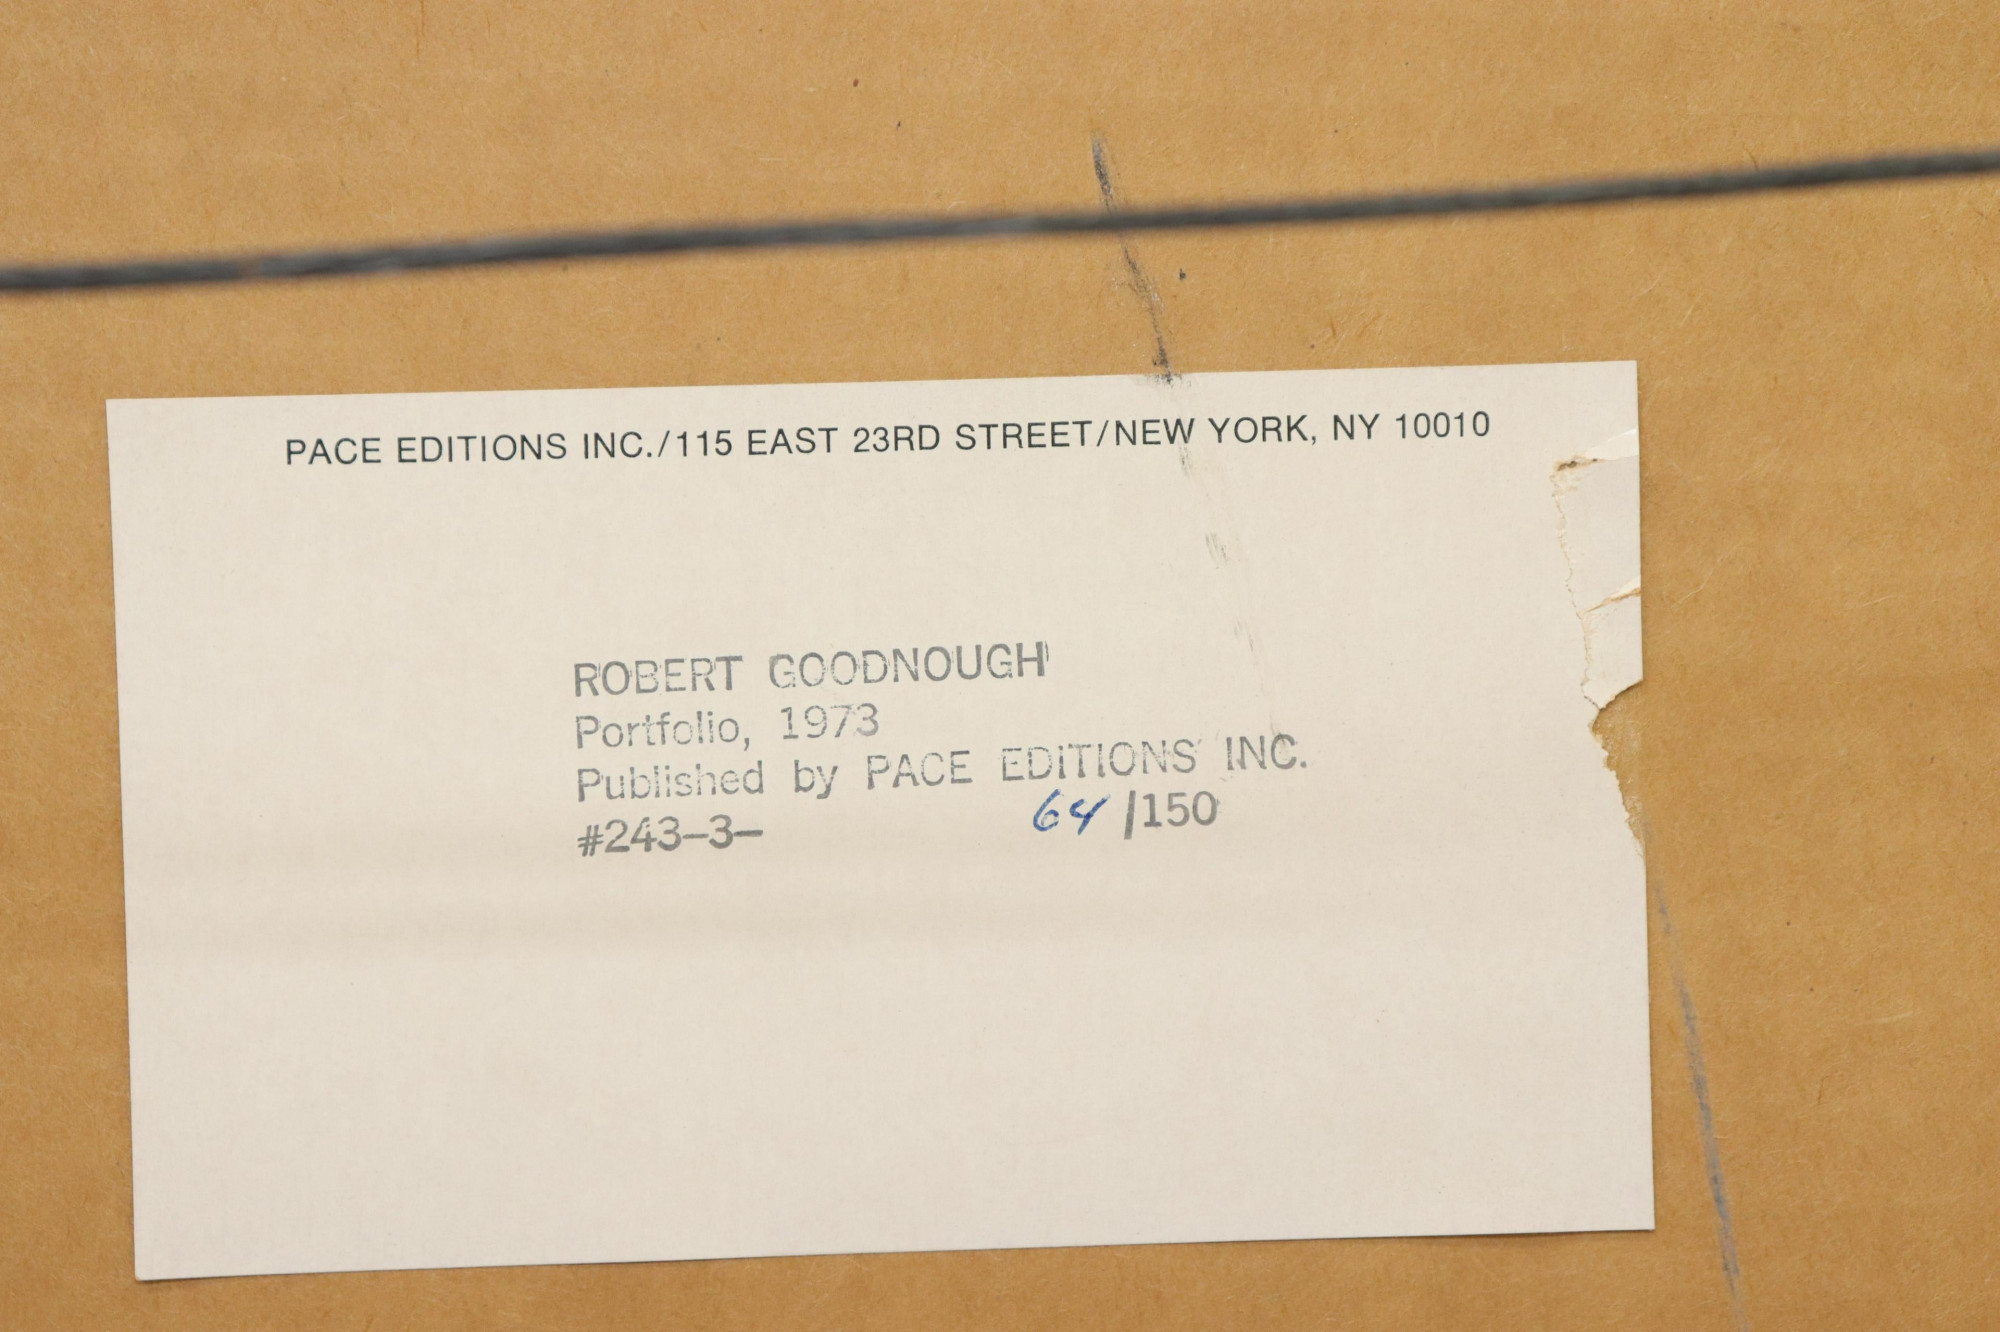 PACE EDITIONS INC./115 EAST 23RD STREET/NEW YORK, NY 10010
ROBERT GOODNOUGH
Portfolio, 1973
Published by PACE EDITIONS INC.
#243-3- 64/150